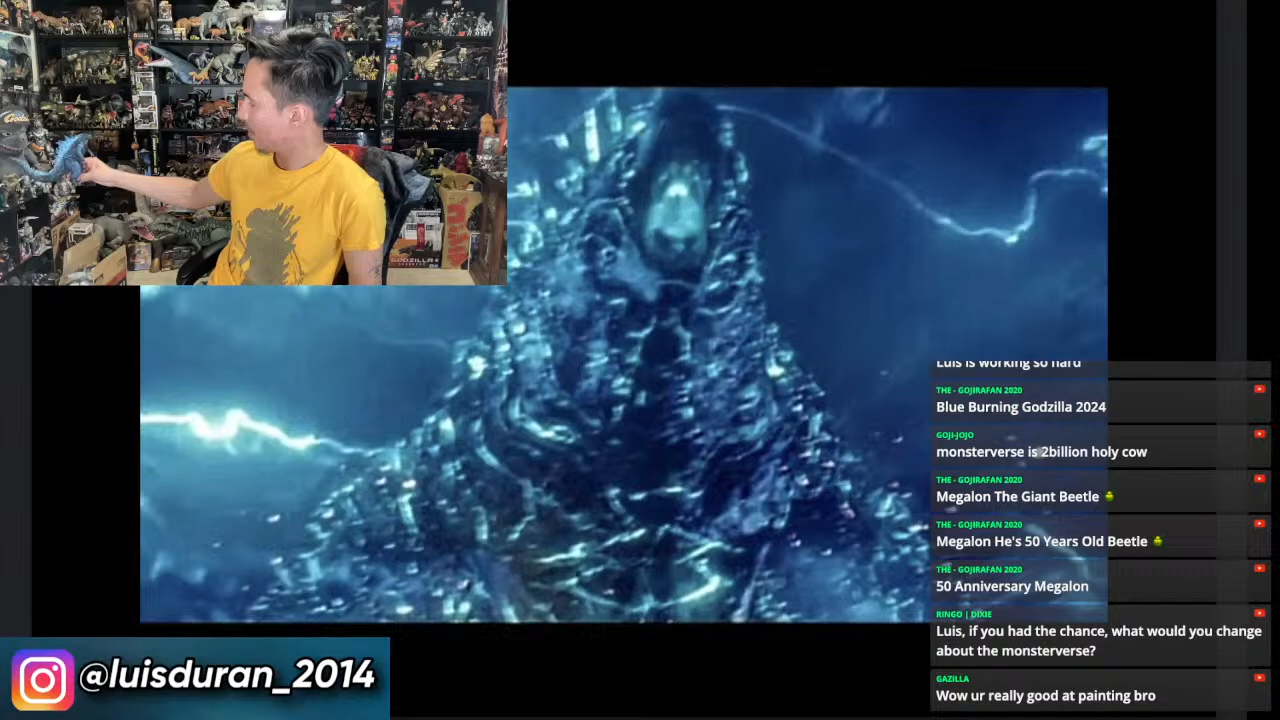 GODZILLA
Luis is working so hard
THE - GOJIRAFAN 2020
Blue Burning Godzilla 2024
GOJI-JOJO
monsterverse is 2billion holy cow
THE - GOJIRAFAN 2020
Megalon The Giant Beetle
THE - GOJIRAFAN 2020
Megalon He's 50 Years Old Beetle
THE - GOJIRAFAN 2020
50 Anniversary Megalon
RINGO | DIXIE
Luis, if you had the chance, what would you change
about the monsterverse?
GAZILLA
Wow ur really good at painting bro
@luisduran_2014